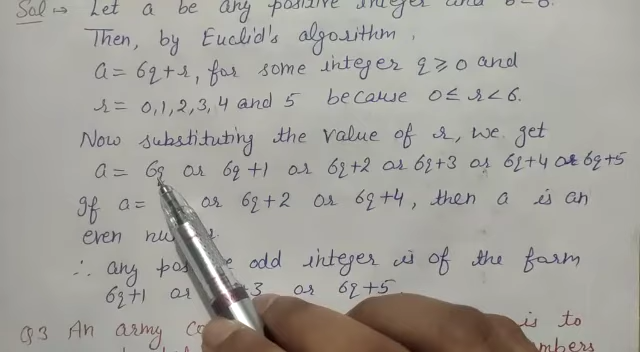 Sol ⇒ Let a be any positive integer and b = 6.
Then, by Euclid's algorithm,
a = 6q + r, for some integer q ≥ 0 and
r = 0, 1, 2, 3, 4 and 5 because 0 ≤ r < 6.
Now substituting the value of r, we get
a = 6q or 6q + 1 or 6q + 2 or 6q + 3 or 6q + 4 or 6q + 5
If a = or 6q + 2 or 6q + 4, then a is an
even
∴ any odd integer is of the form
6q + 1 or + 3 or 6q + 5
Q3 An army is to